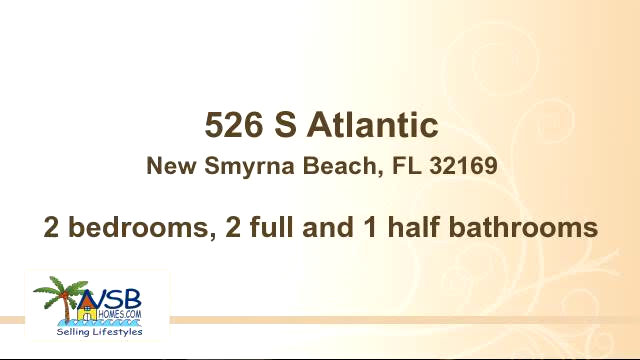 526 S Atlantic
New Smyrna Beach, FL 32169
2 bedrooms, 2 full and 1 half bathrooms
NSB
HOMES.COM
Selling Lifestyles